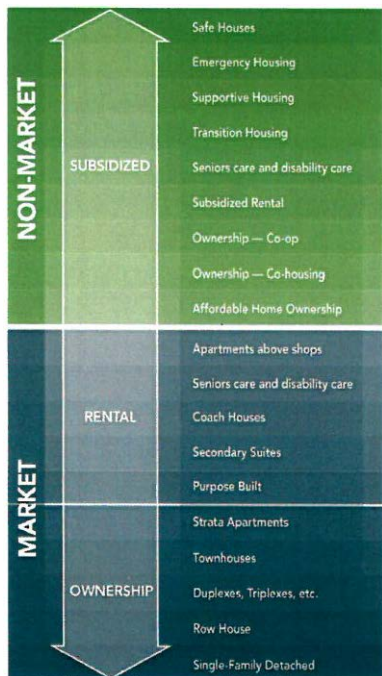 NON-MARKET
SUBSIDIZED
Safe Houses
Emergency Housing
Supportive Housing
Transition Housing
Seniors care and disability care
Subsidized Rental
Ownership — Co-op
Ownership — Co-housing
Affordable Home Ownership
MARKET
RENTAL
Apartments above shops
Seniors care and disability care
Coach Houses
Secondary Suites
Purpose Built
OWNERSHIP
Strata Apartments
Townhouses
Duplexes, Triplexes, etc.
Row House
Single-Family Detached